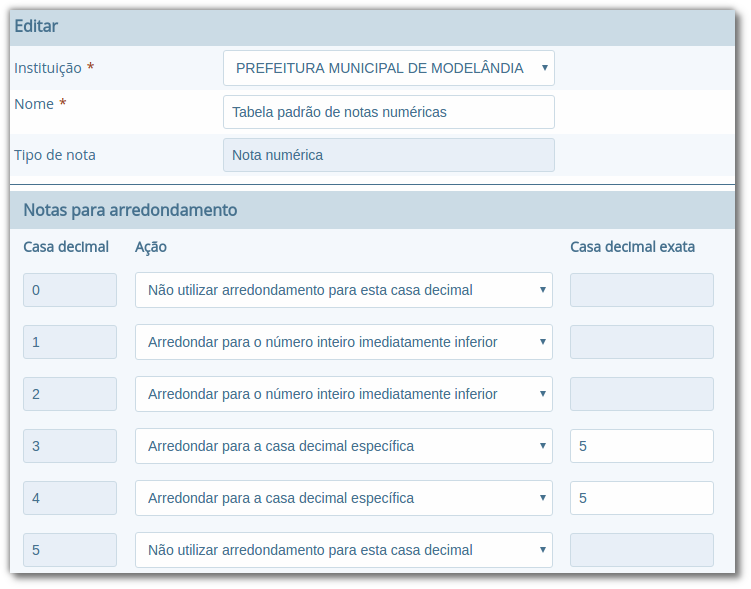 Editar
Instituição * PREFEITURA MUNICIPAL DE MODELÂNDIA
Nome * Tabela padrão de notas numéricas
Tipo de nota Nota numérica
Notas para arredondamento
Casa decimal Ação Casa decimal exata
0 Não utilizar arredondamento para esta casa decimal
1 Arredondar para o número inteiro imediatamente inferior
2 Arredondar para o número inteiro imediatamente inferior
3 Arredondar para a casa decimal específica 5
4 Arredondar para a casa decimal específica 5
5 Não utilizar arredondamento para esta casa decimal